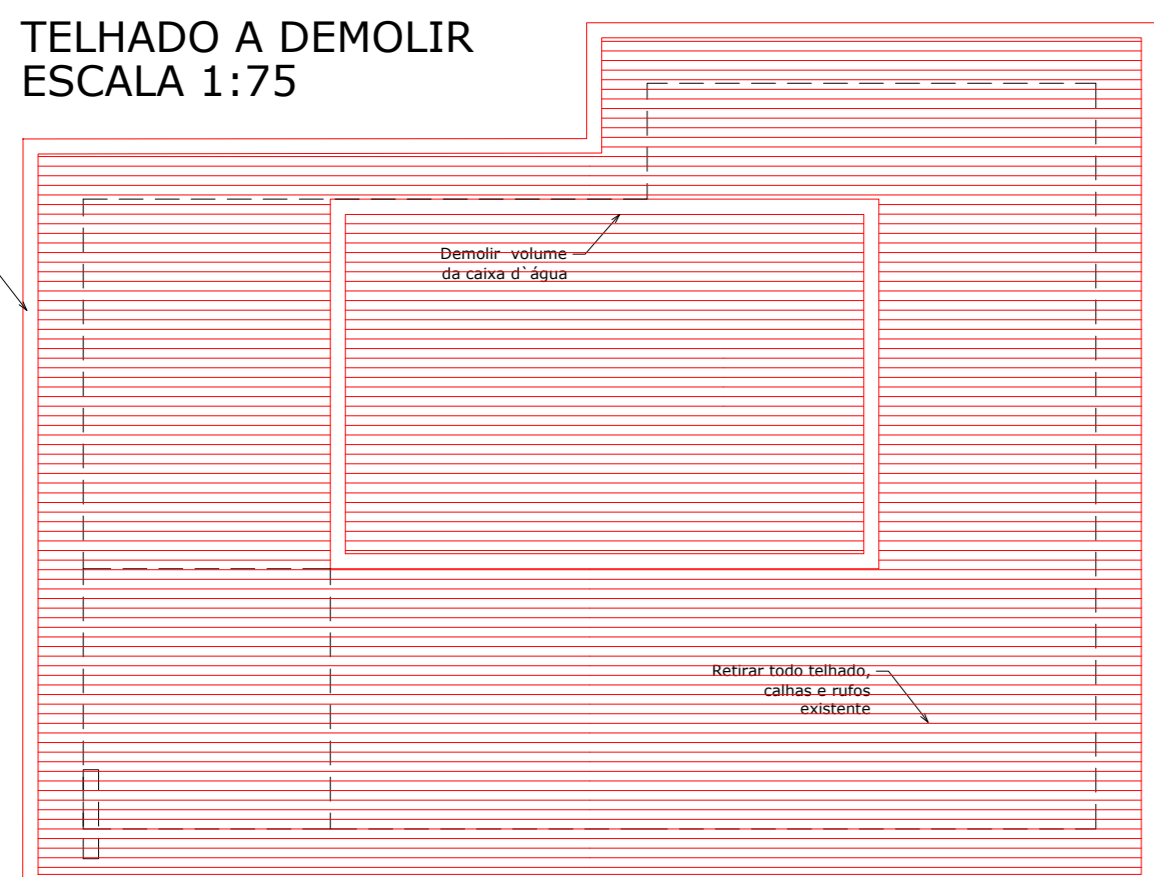 TELHADO A DEMOLIR
ESCALA 1:75
Demolir volume
da caixa d`água
Retirar todo telhado,
calhas e rufos
existente